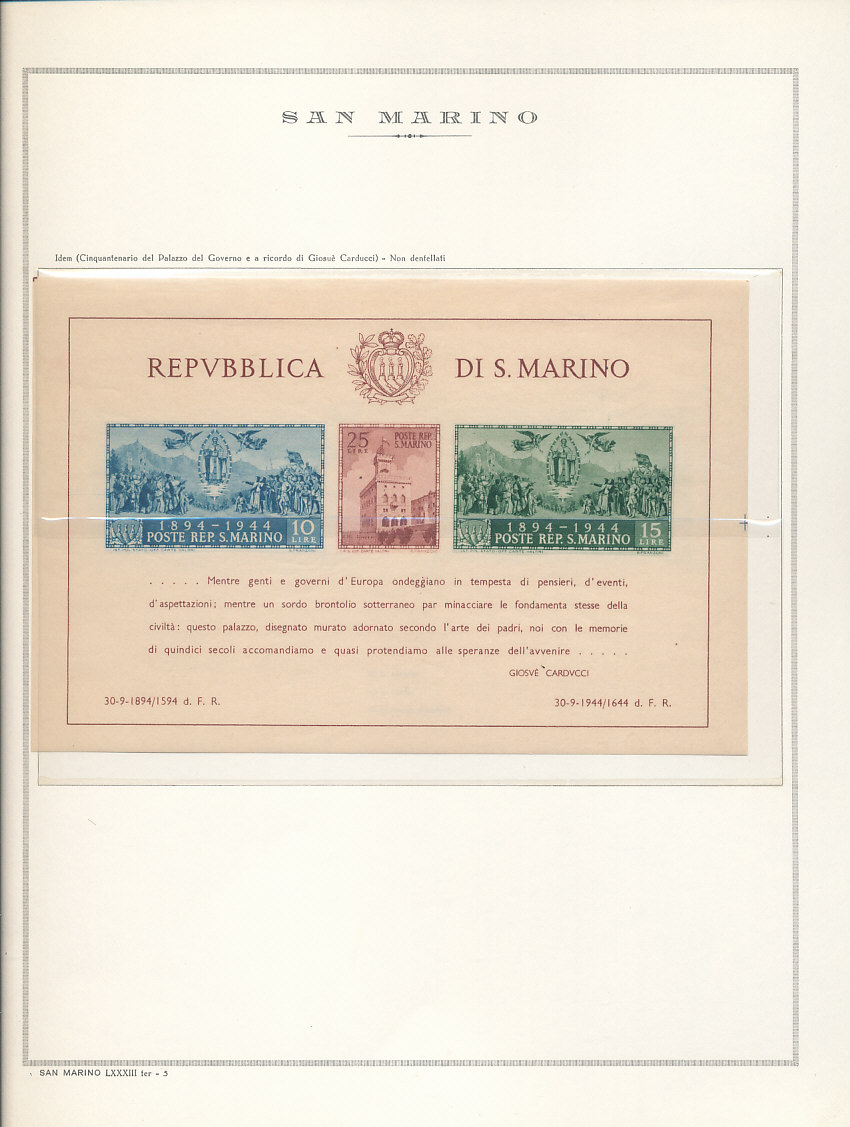 SAN MARINO
Idem (Cinquantenario del Palazzo del Governo e a ricordo di Giosuè Carducci) - Non dentellati
REPVBBLICA DI S. MARINO
1894 - 1944 10
POSTE REP. S. MARINO LIRE
25 POSTE REP.
LIRE S. MARINO
1894 - 1944 15
POSTE REP. S. MARINO LIRE
. . . . . Mentre genti e governi d'Europa ondeggiano in tempesta di pensieri, d'eventi,
d'aspettazioni; mentre un sordo brontolio sotterraneo par minacciare le fondamenta stesse della
civiltà: questo palazzo, disegnato murato adornato secondo l'arte dei padri, noi con le memorie
di quindici secoli accomandiamo e quasi protendiamo alle speranze dell'avvenire . . . . .
GIOSVÈ CARDVCCI
30-9-1894/1594 d. F. R. 30-9-1944/1644 d. F. R.
SAN MARINO LXXXIII ter - 5